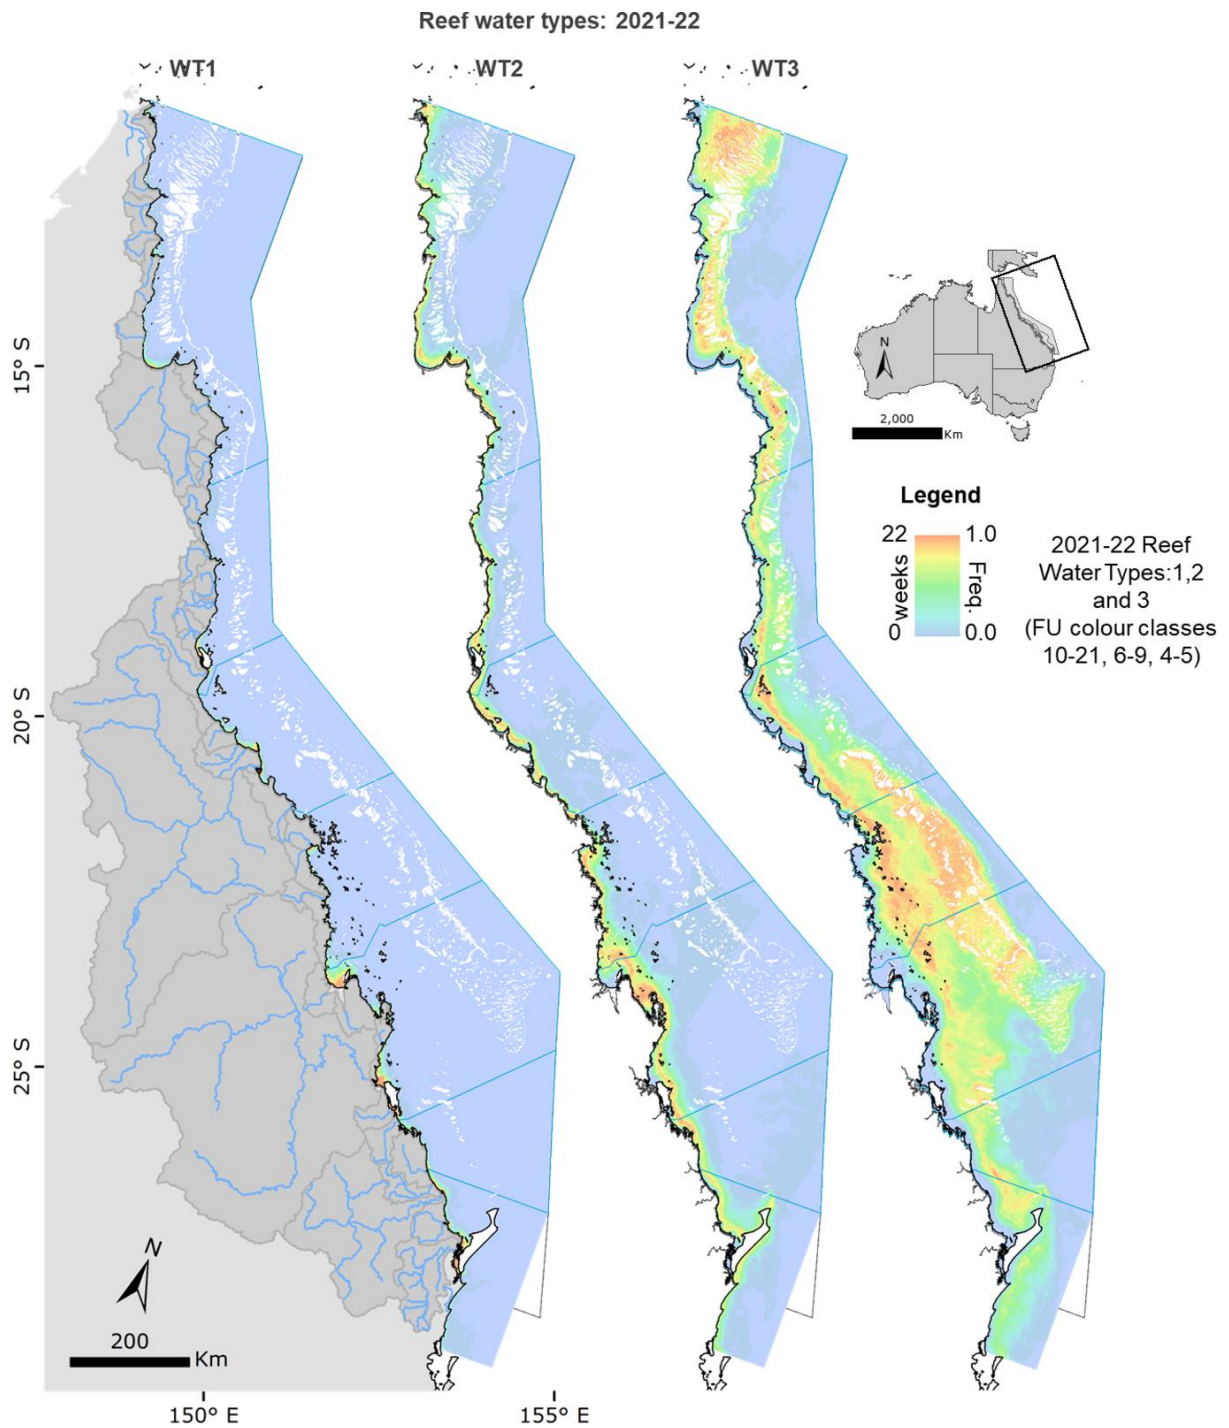 Reef water types: 2021-22
WT1
WT2
WT3
N
2,000
Km
15° S
20° S
25° S
Legend
22
0
weeks
Freq.
1.0
0.0
2021-22 Reef
Water Types:1,2
and 3
(FU colour classes
10-21, 6-9, 4-5)
N
200
Km
150° E
155° E